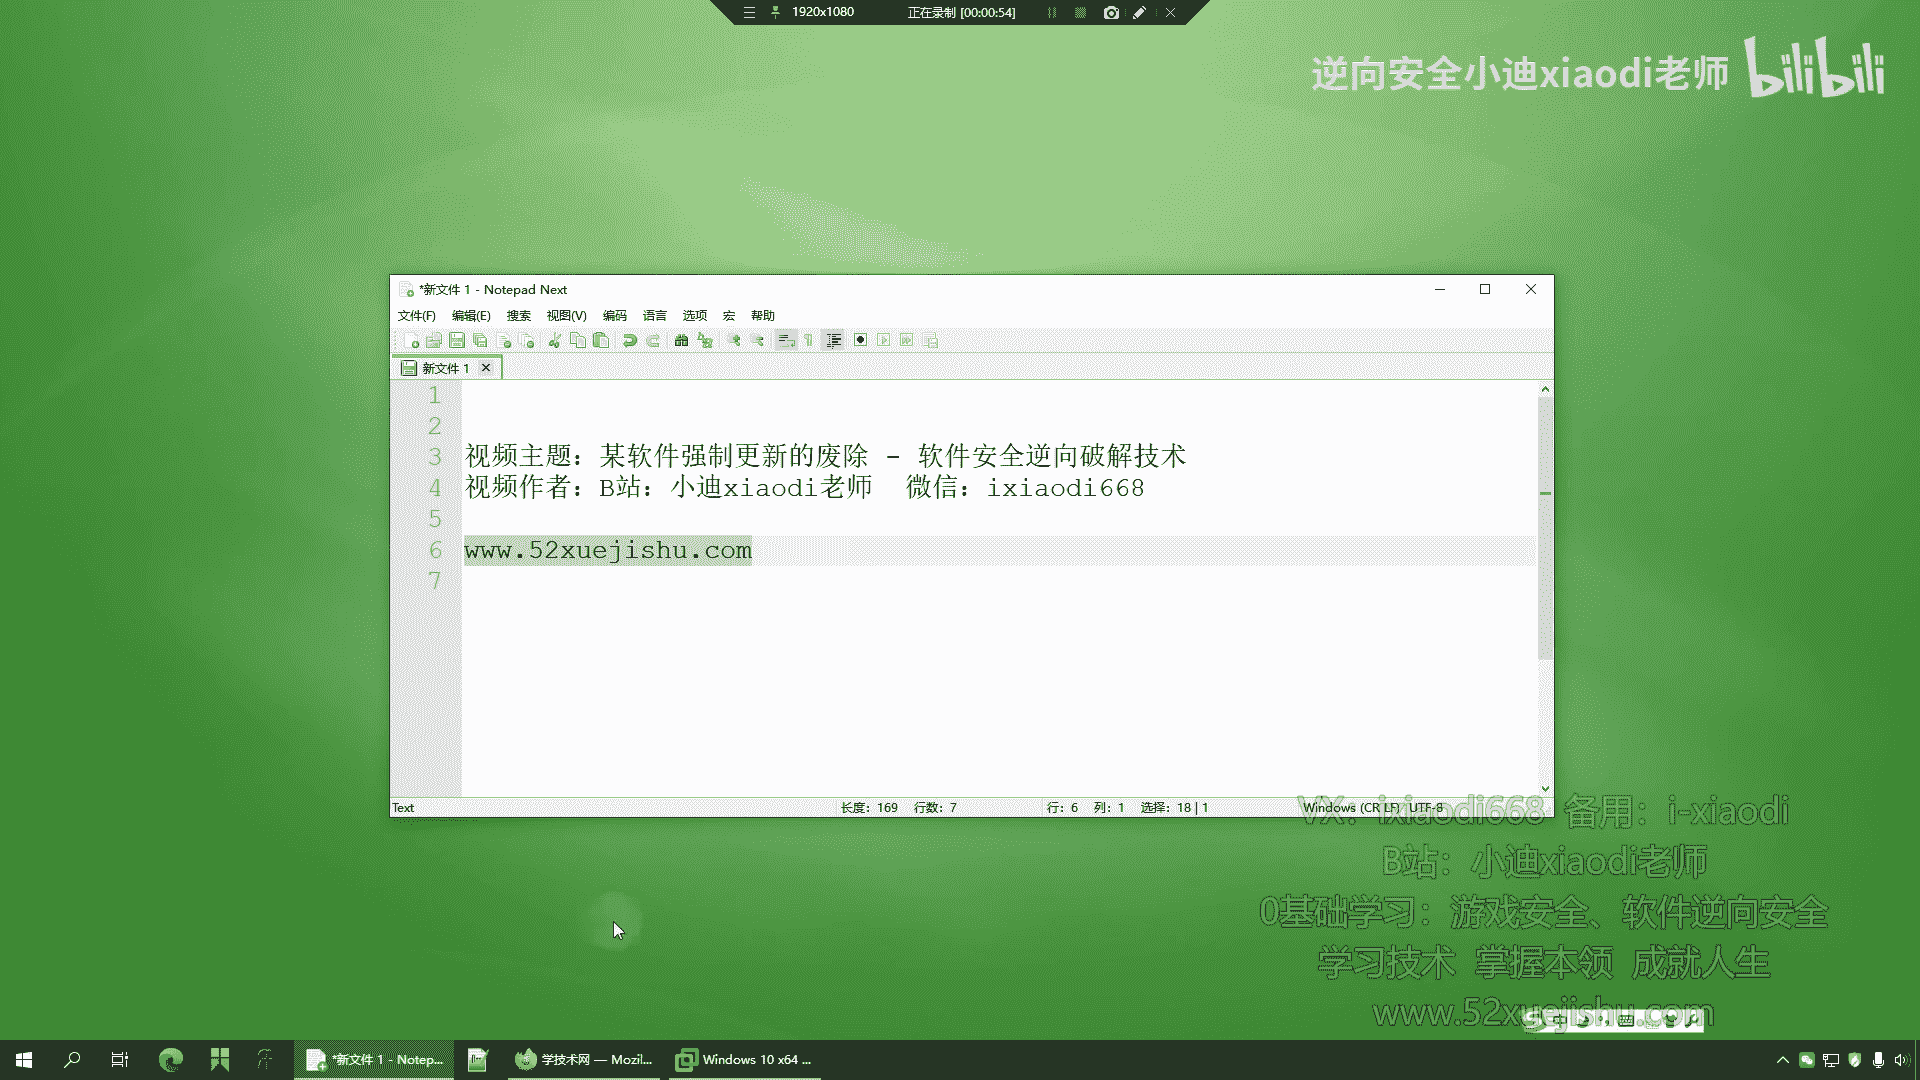 1920x1080 正在录制 [00:00:54]
逆向安全小迪xiaodi老师 bilibili
*新文件 1 - Notepad Next
文件(F) 编辑(E) 搜索 视图(V) 编码 语言 选项 宏 帮助
新文件 1
1
2
3 视频主题：某软件强制更新的废除 - 软件安全逆向破解技术
4 视频作者：B站：小迪xiaodi老师 微信：ixiaodi668
5
6 www.52xuejishu.com
7
Text 长度：169 行数：7 行：6 列：1 选择：18 | 1 Windows (CR LF) UTF-8
VX：ixiaodi668 备用：i-xiaodi
B站：小迪xiaodi老师
0基础学习：游戏安全、软件逆向安全
学习技术 掌握本领 成就人生
www.52xuejishu.com
*新文件 1 - Notep... 学技术网 — Mozil... Windows 10 x64 ...